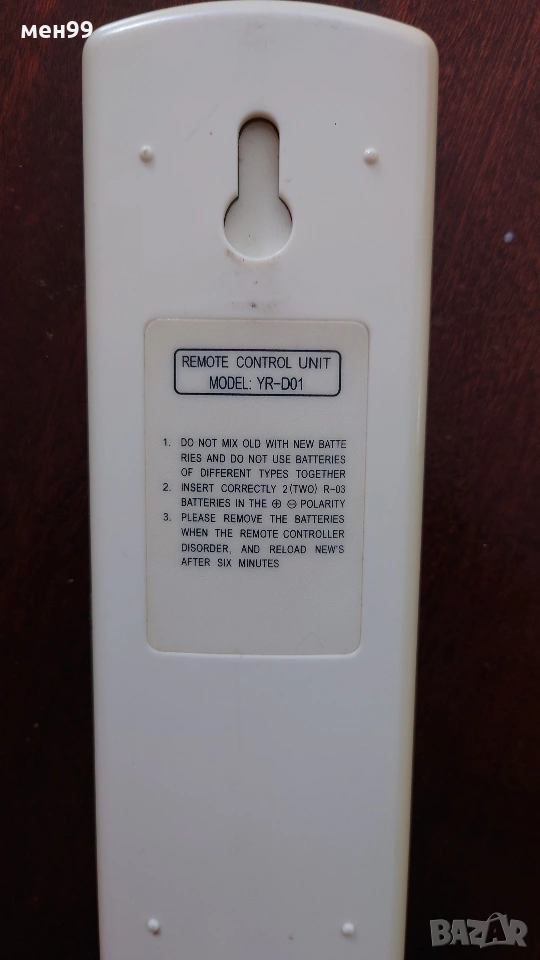 мен99
REMOTE CONTROL UNIT
MODEL: YR-D01
1. DO NOT MIX OLD WITH NEW BATTE
RIES AND DO NOT USE BATTERIES
OF DIFFERENT TYPES TOGETHER
2. INSERT CORRECTLY 2(TWO) R-03
BATTERIES IN THE ⊕ ⊖ POLARITY
3. PLEASE REMOVE THE BATTERIES
WHEN THE REMOTE CONTROLLER
DISORDER, AND RELOAD NEW'S
AFTER SIX MINUTES
BAZAR